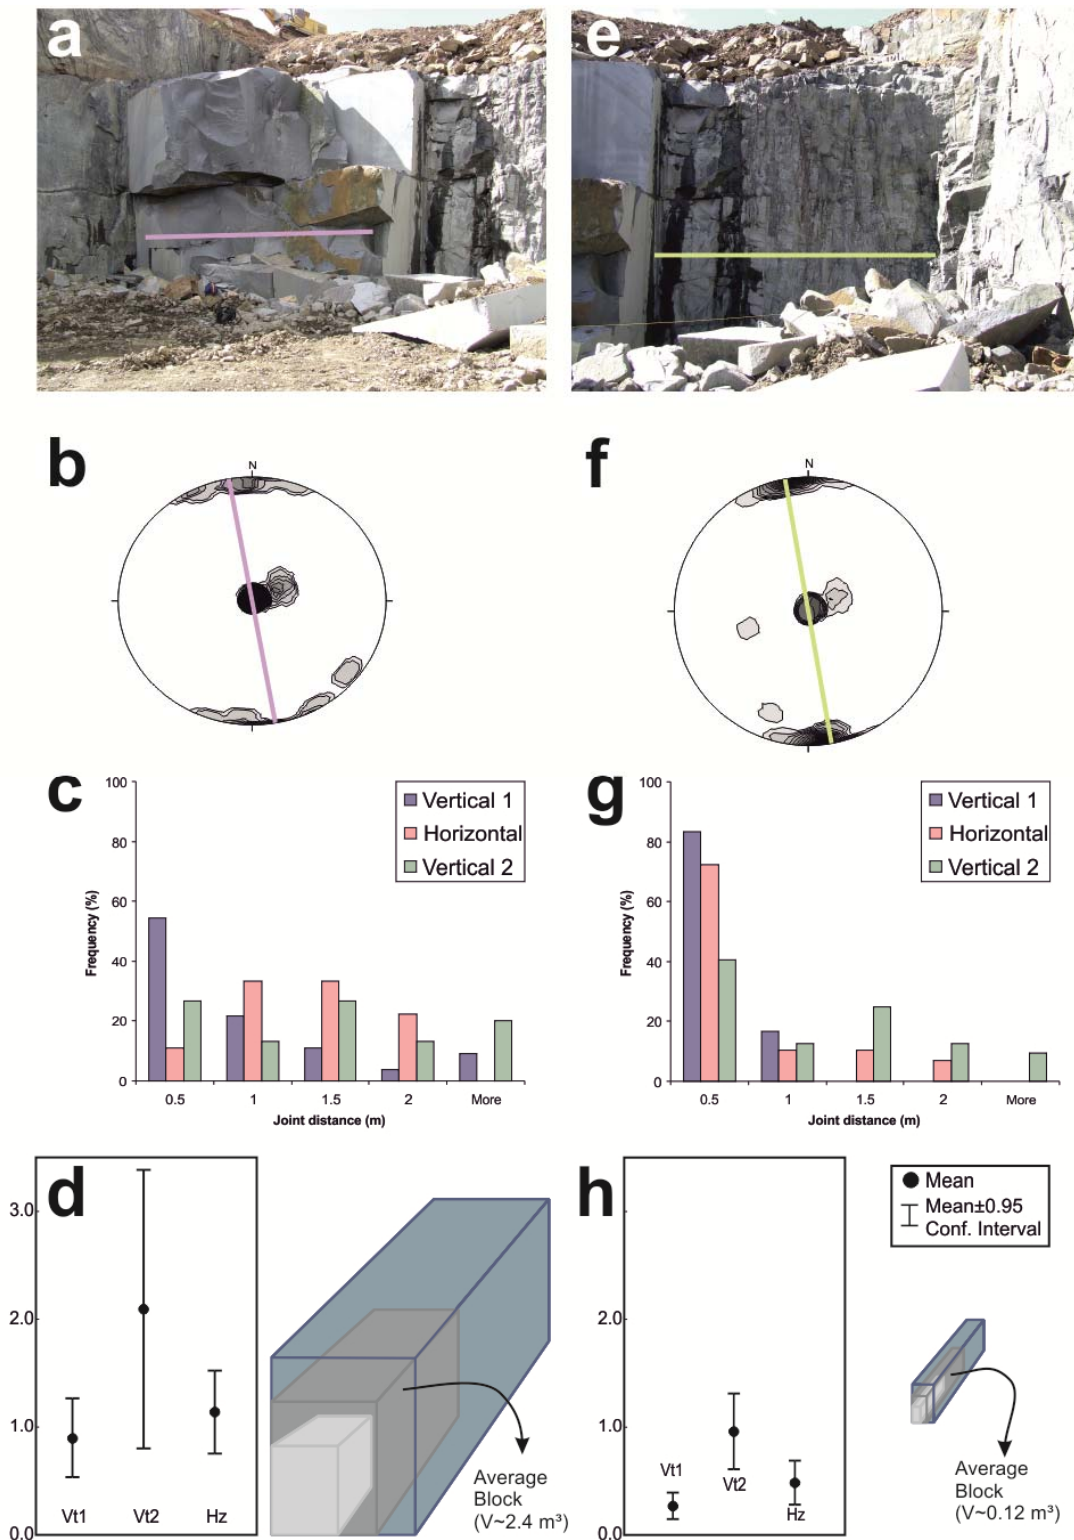 a
e
b
N
f
N
c
100
80
60
40
20
0
Frequency (%)
Vertical 1
Horizontal
Vertical 2
0.5 1 1.5 2 More
Joint distance (m)
g
100
80
60
40
20
0
Frequency (%)
Vertical 1
Horizontal
Vertical 2
0.5 1 1.5 2 More
Joint distance (m)
d
3.0
2.0
1.0
0.0
Vt1 Vt2 Hz
Average
Block
(V~2.4 m³)
h
3.0
2.0
1.0
0.0
Vt1
Vt2
Hz
Mean
Mean±0.95
Conf. Interval
Average
Block
(V~0.12 m³)